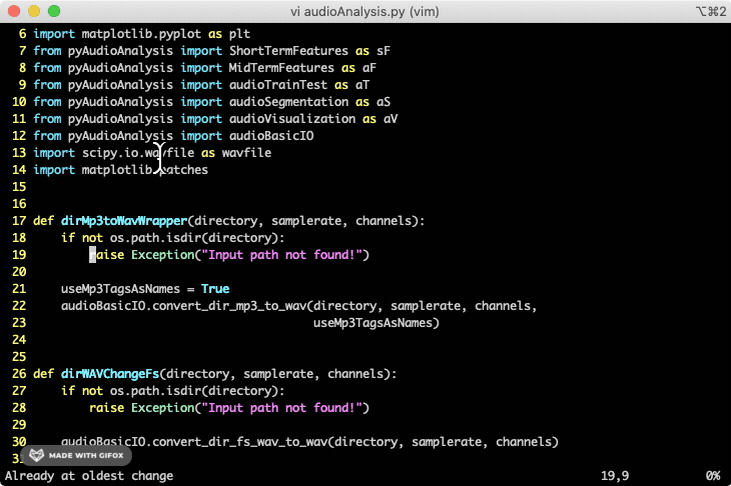 vi audioAnalysis.py (vim) ⌥⌘2
6 import matplotlib.pyplot as plt
7 from pyAudioAnalysis import ShortTermFeatures as sF
8 from pyAudioAnalysis import MidTermFeatures as aF
9 from pyAudioAnalysis import audioTrainTest as aT
10 from pyAudioAnalysis import audioSegmentation as aS
11 from pyAudioAnalysis import audioVisualization as aV
12 from pyAudioAnalysis import audioBasicIO
13 import scipy.io.wavfile as wavfile
14 import matplotlib.patches
15
16
17 def dirMp3toWavWrapper(directory, samplerate, channels):
18     if not os.path.isdir(directory):
19         raise Exception("Input path not found!")
20
21     useMp3TagsAsNames = True
22     audioBasicIO.convert_dir_mp3_to_wav(directory, samplerate, channels,
23                                         useMp3TagsAsNames)
24
25
26 def dirWAVChangeFs(directory, samplerate, channels):
27     if not os.path.isdir(directory):
28         raise Exception("Input path not found!")
29
30     audioBasicIO.convert_dir_fs_wav_to_wav(directory, samplerate, channels)
31
MADE WITH GIFOX
Already at oldest change 19,9 0%